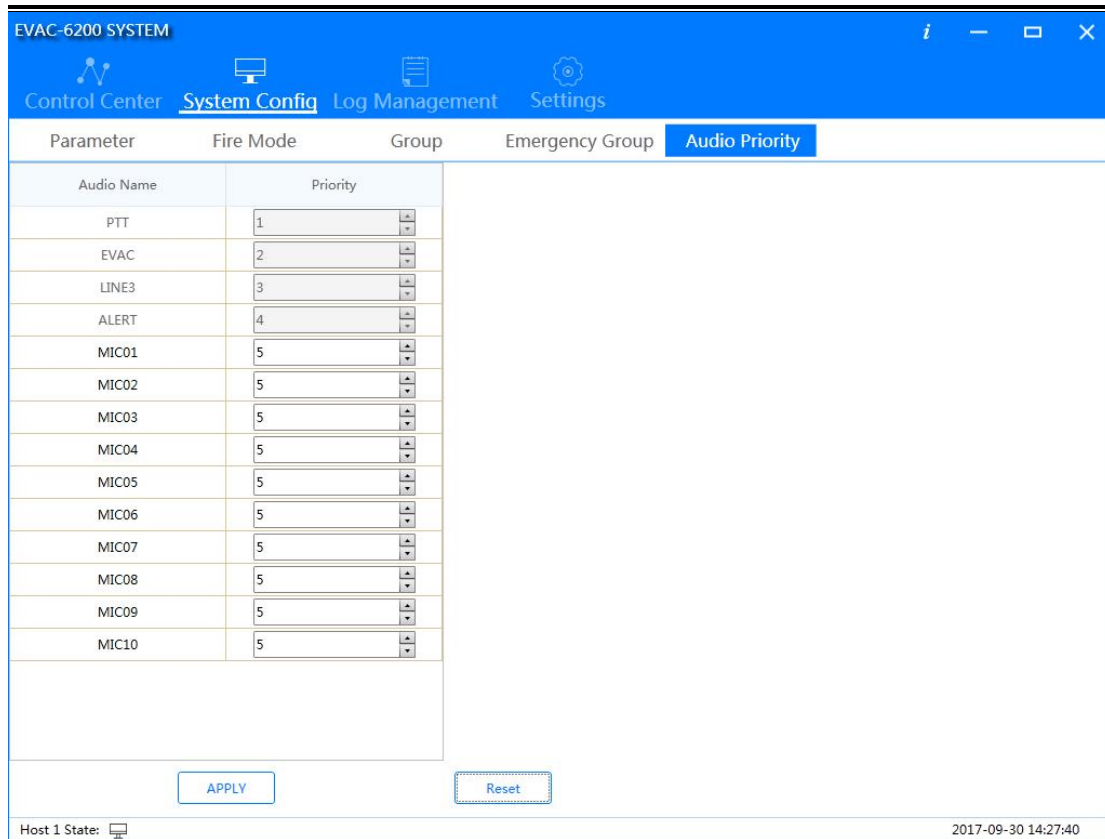 EVAC-6200 SYSTEM i
Control Center System Config Log Management Settings
Parameter Fire Mode Group Emergency Group Audio Priority
Audio Name Priority
PTT 1
EVAC 2
LINE3 3
ALERT 4
MIC01 5
MIC02 5
MIC03 5
MIC04 5
MIC05 5
MIC06 5
MIC07 5
MIC08 5
MIC09 5
MIC10 5
APPLY Reset
Host 1 State: 2017-09-30 14:27:40